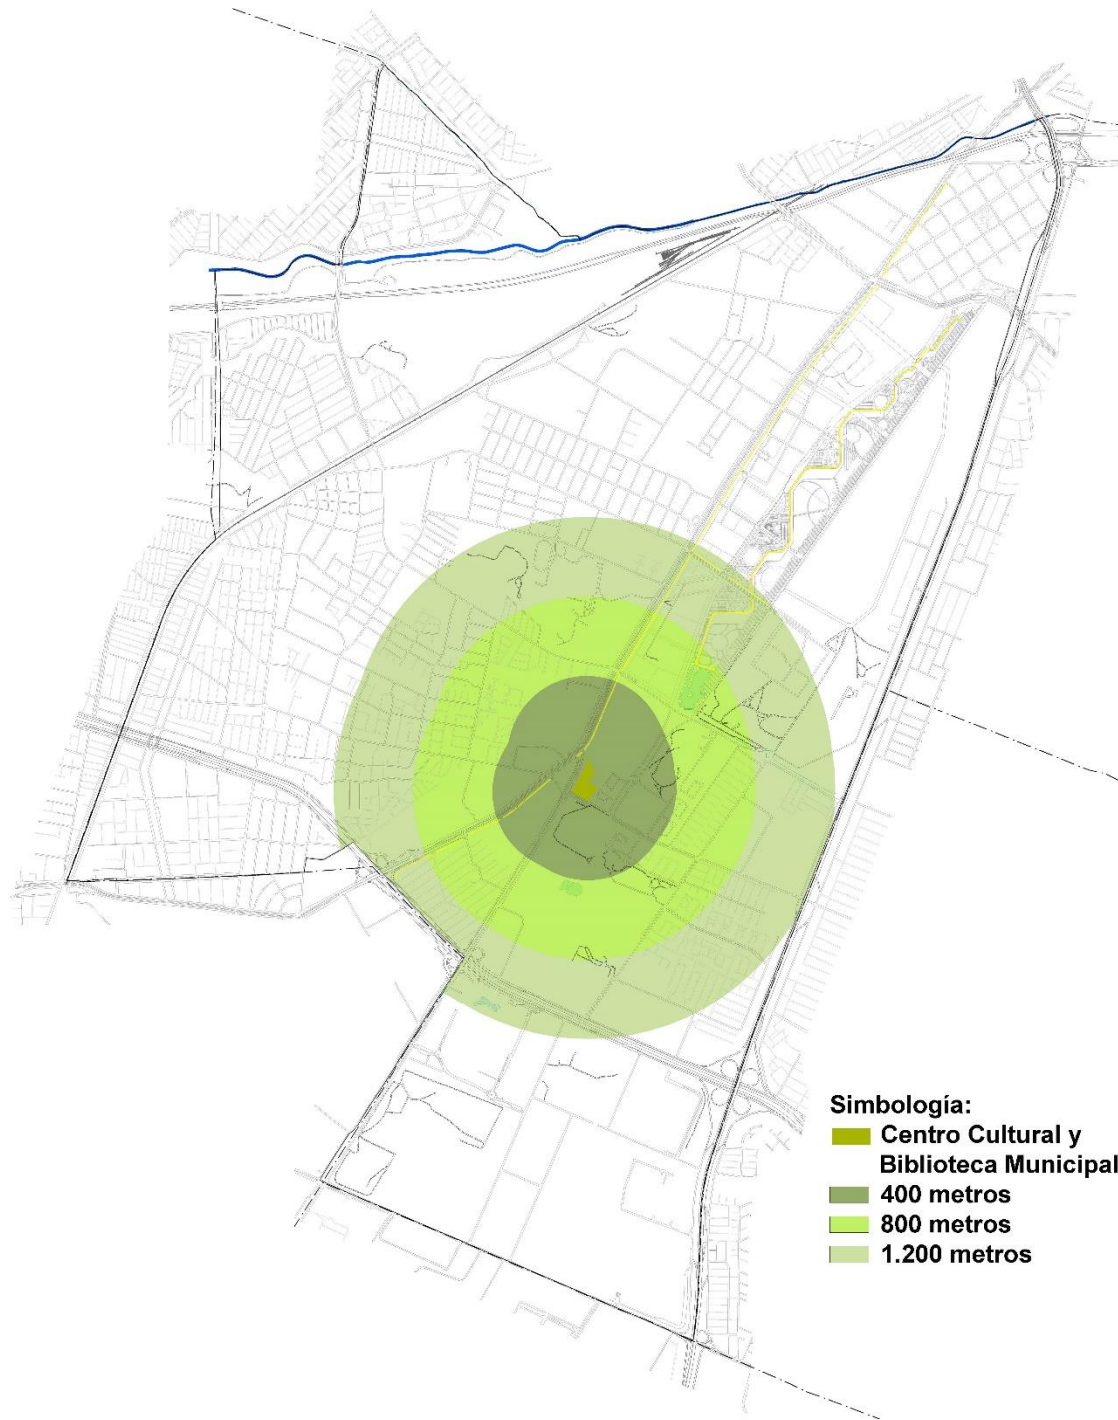 Simbología:
Centro Cultural y
Biblioteca Municipal
400 metros
800 metros
1.200 metros